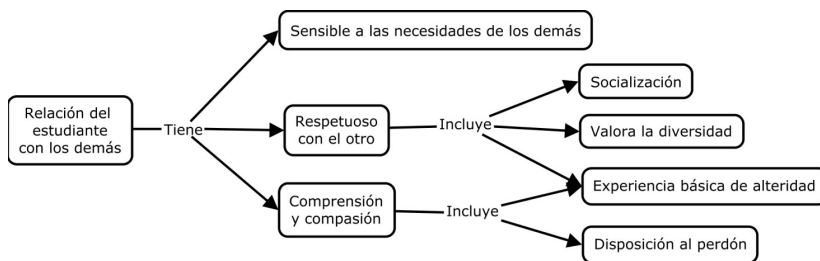 Sensible a las necesidades de los demás
Relación del
estudiante
con los demás
Tiene
Respetuoso
con el otro
Incluye
Socialización
Valora la diversidad
Experiencia básica de alteridad
Comprensión
y compasión
Incluye
Disposición al perdón